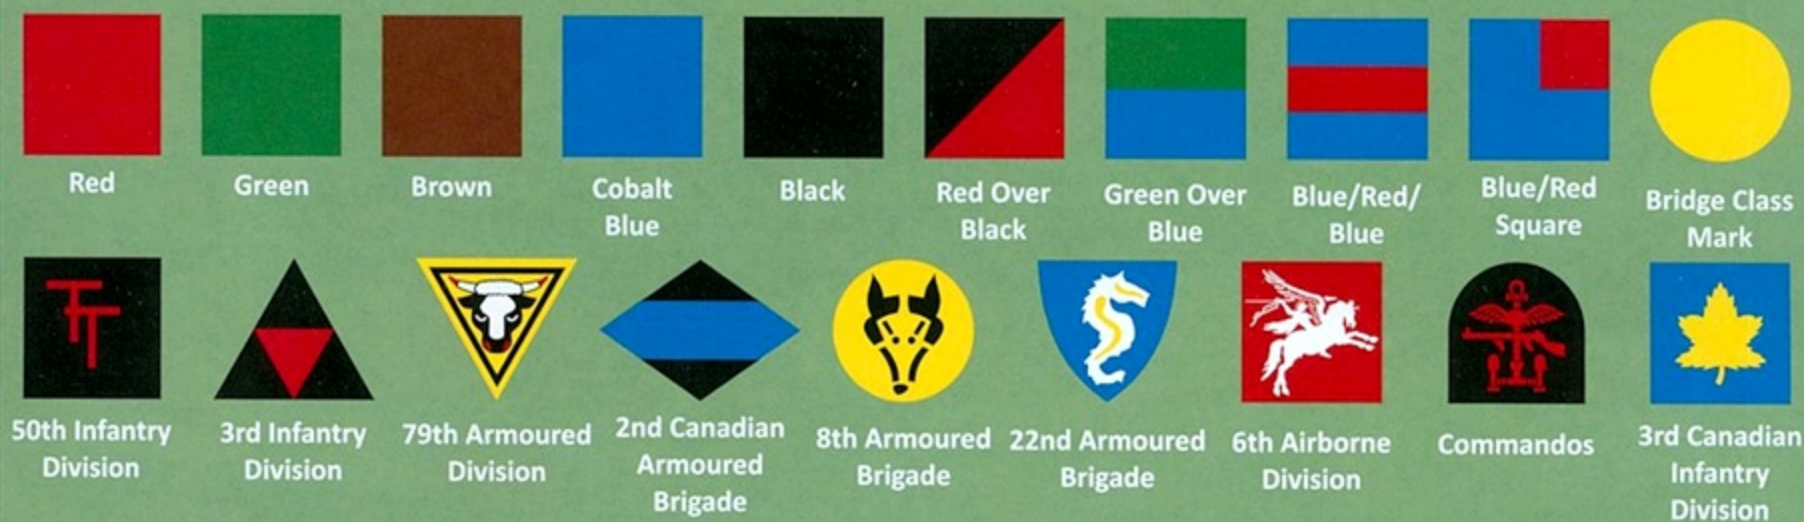 Red
Green
Brown
Cobalt
Blue
Black
Red Over
Black
Green Over
Blue
Blue/Red/
Blue
Blue/Red
Square
Bridge Class
Mark
TT
50th Infantry
Division
3rd Infantry
Division
79th Armoured
Division
2nd Canadian
Armoured
Brigade
8th Armoured
Brigade
22nd Armoured
Brigade
6th Airborne
Division
Commandos
3rd Canadian
Infantry
Division